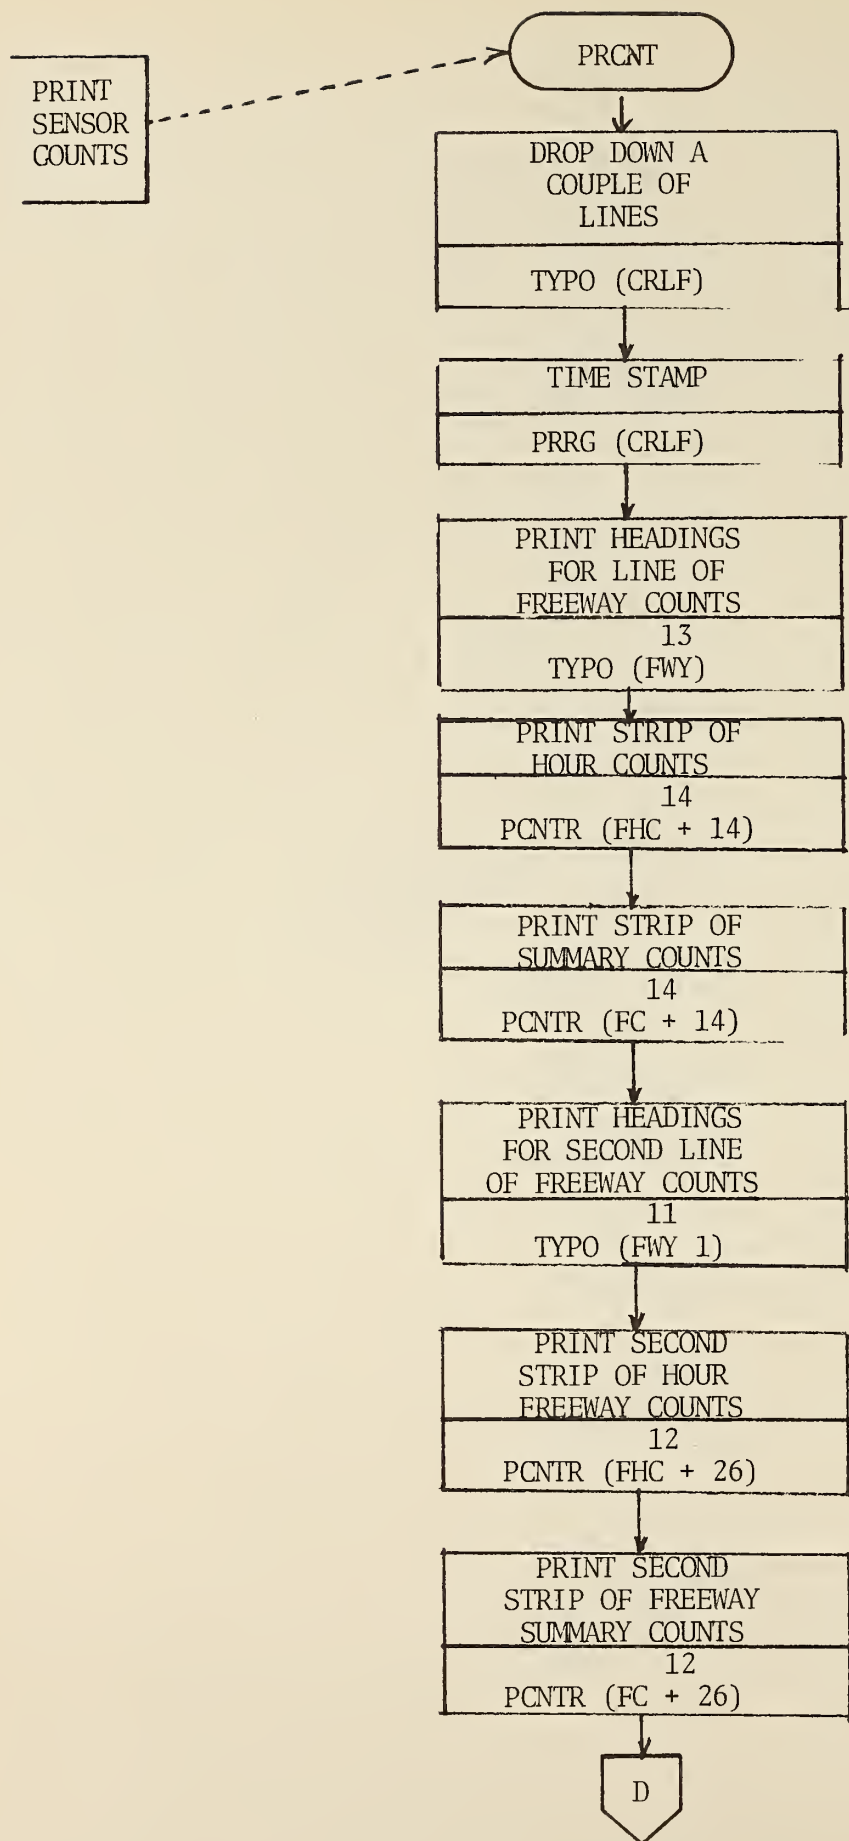 PRINT
SENSOR
COUNTS
PRCNT
DROP DOWN A
COUPLE OF
LINES
TYPO (CRLF)
TIME STAMP
PRRG (CRLF)
PRINT HEADINGS
FOR LINE OF
FREEWAY COUNTS
13
TYPO (FWY)
PRINT STRIP OF
HOUR COUNTS
14
PCNTR (FHC + 14)
PRINT STRIP OF
SUMMARY COUNTS
14
PCNTR (FC + 14)
PRINT HEADINGS
FOR SECOND LINE
OF FREEWAY COUNTS
11
TYPO (FWY 1)
PRINT SECOND
STRIP OF HOUR
FREEWAY COUNTS
12
PCNTR (FHC + 26)
PRINT SECOND
STRIP OF FREEWAY
SUMMARY COUNTS
12
PCNTR (FC + 26)
D